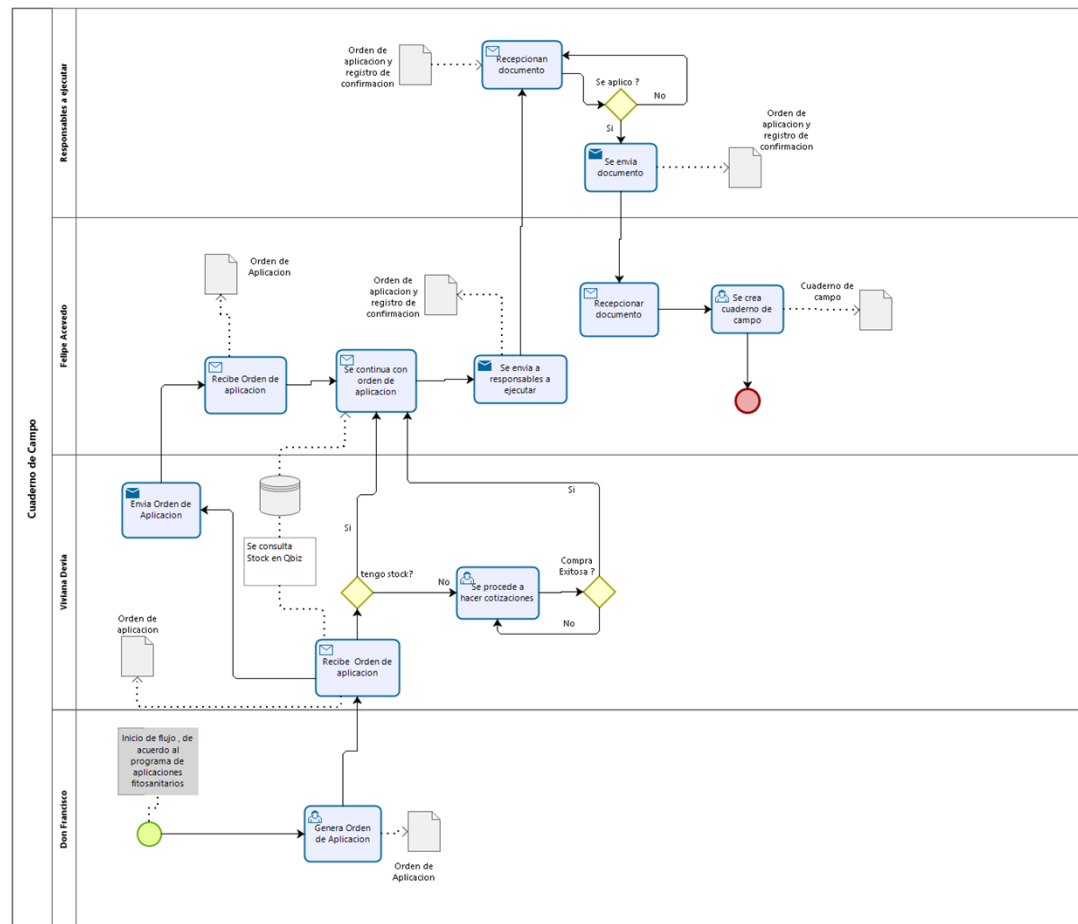 Cuaderno de Campo
Responsables a ejecutar
Orden de
aplicacion y
registro de
confirmacion
Recepcionan
documento
Se aplico ?
No
Si
Se envia
documento
Orden de
aplicacion y
registro de
confirmacion
Felipe Acevedo
Orden de
Aplicacion
Recibe Orden de
aplicacion
Se continua con
orden de
aplicacion
Orden de
aplicacion y
registro de
confirmacion
Se envia a
responsables a
ejecutar
Recepcionar
documento
Se crea
cuaderno de
campo
Cuaderno de
campo
Viviana Devia
Envia Orden de
Aplicacion
Se consulta
Stock en Qbiz
Si
tengo stock?
No
Se procede a
hacer cotizaciones
Compra
Exitosa ?
Si
No
Orden de
aplicacion
Recibe  Orden de
aplicacion
Don Francisco
Inicio de flujo , de
acuerdo al
programa de
aplicaciones
fitosanitarios
Genera Orden
de Aplicacion
Orden de
Aplicacion